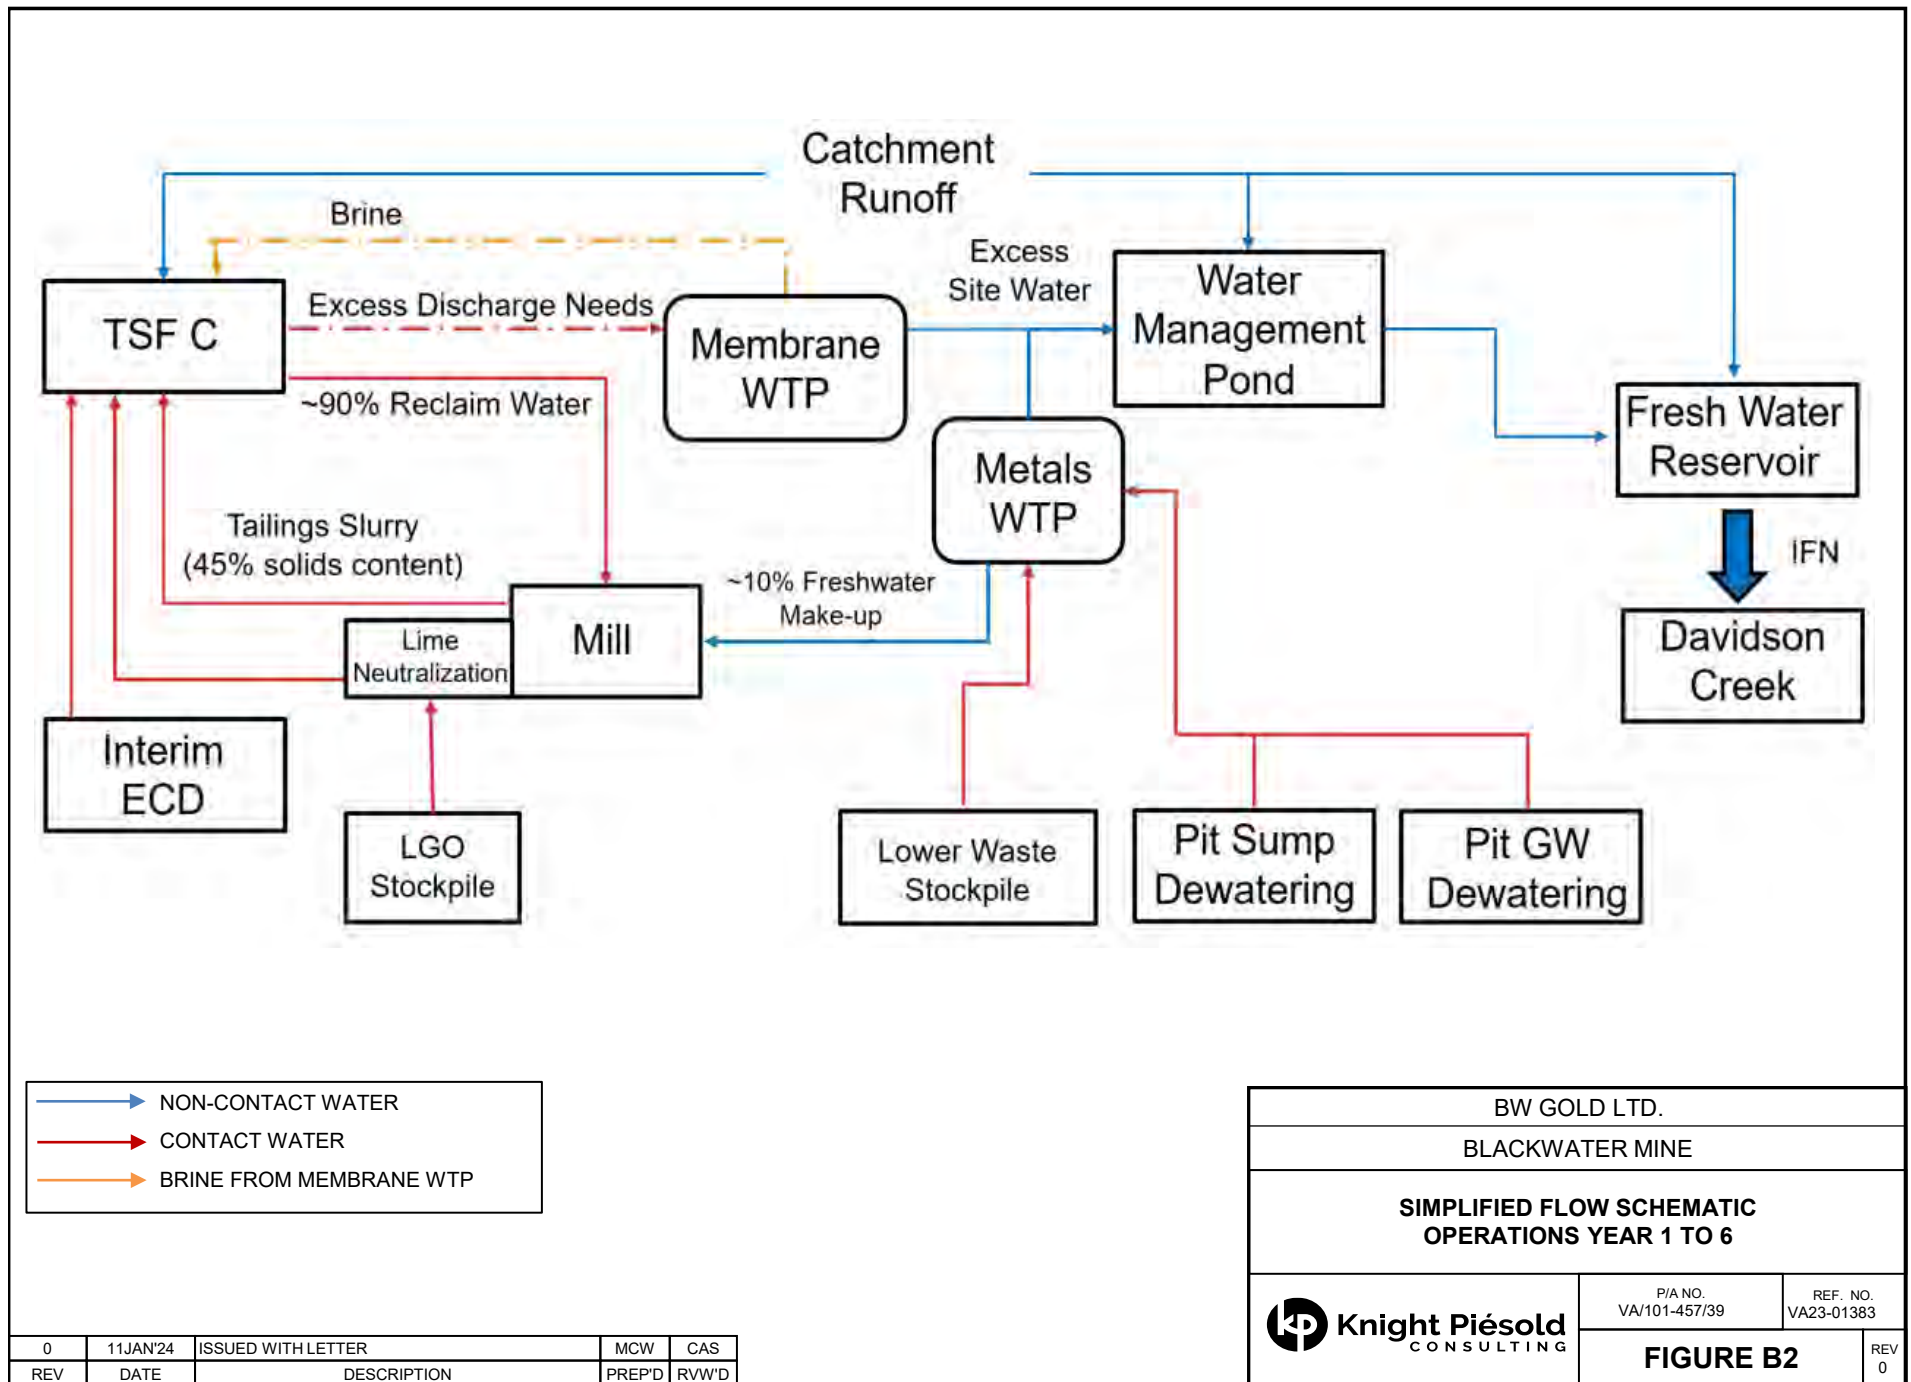 Catchment
Runoff
Brine
Excess
Site Water
TSF C
Excess Discharge Needs
Membrane
WTP
Water
Management
Pond
~90% Reclaim Water
Fresh Water
Reservoir
Metals
WTP
Tailings Slurry
(45% solids content)
IFN
~10% Freshwater
Make-up
Lime
Neutralization
Mill
Davidson
Creek
Interim
ECD
LGO
Stockpile
Lower Waste
Stockpile
Pit Sump
Dewatering
Pit GW
Dewatering
NON-CONTACT WATER
CONTACT WATER
BRINE FROM MEMBRANE WTP
BW GOLD LTD.
BLACKWATER MINE
SIMPLIFIED FLOW SCHEMATIC
OPERATIONS YEAR 1 TO 6
kp Knight Piésold
CONSULTING
P/A NO.
VA/101-457/39
REF. NO.
VA23-01383
FIGURE B2
REV
0
0 11JAN'24 ISSUED WITH LETTER MCW CAS
REV DATE DESCRIPTION PREP'D RVW'D